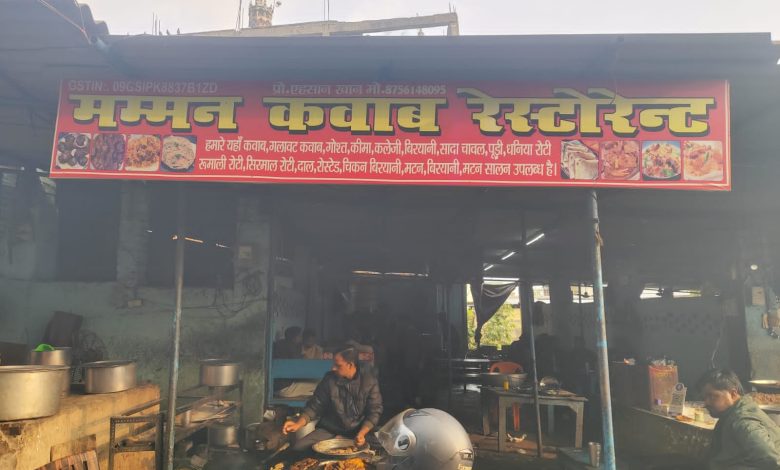 GSTIN:- 09CSIPK8837B1ZD
प्रो.एहसान खान मो.8756148095
मम्मन कवाब रेस्टोरेन्ट
हमारे यहाँ कवाब,गलावट कवाब,गोश्त,कीमा,कलेजी,बिरयानी,सादा चावल,पूड़ी,धनिया रोटी
रूमाली रोटी,सिरमाल रोटी,दाल,रोस्टेड,चिकन बिरयानी,मटन,बिरयानी,मटन सालन उपलब्ध है।